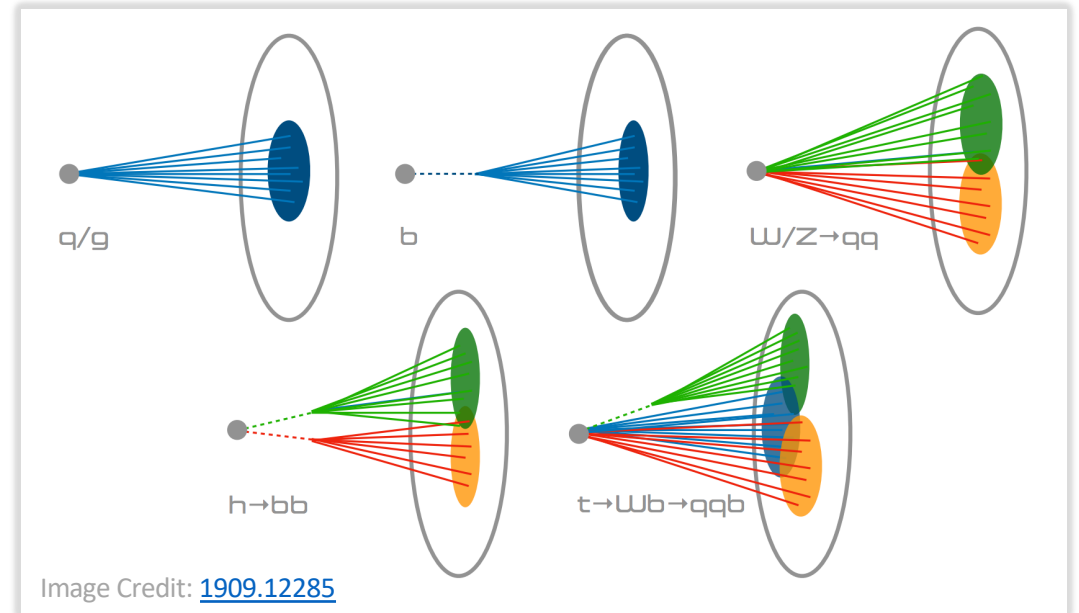 q/g
b
W/Z→qq
h→bb
t→Wb→qqb
Image Credit: 1909.12285